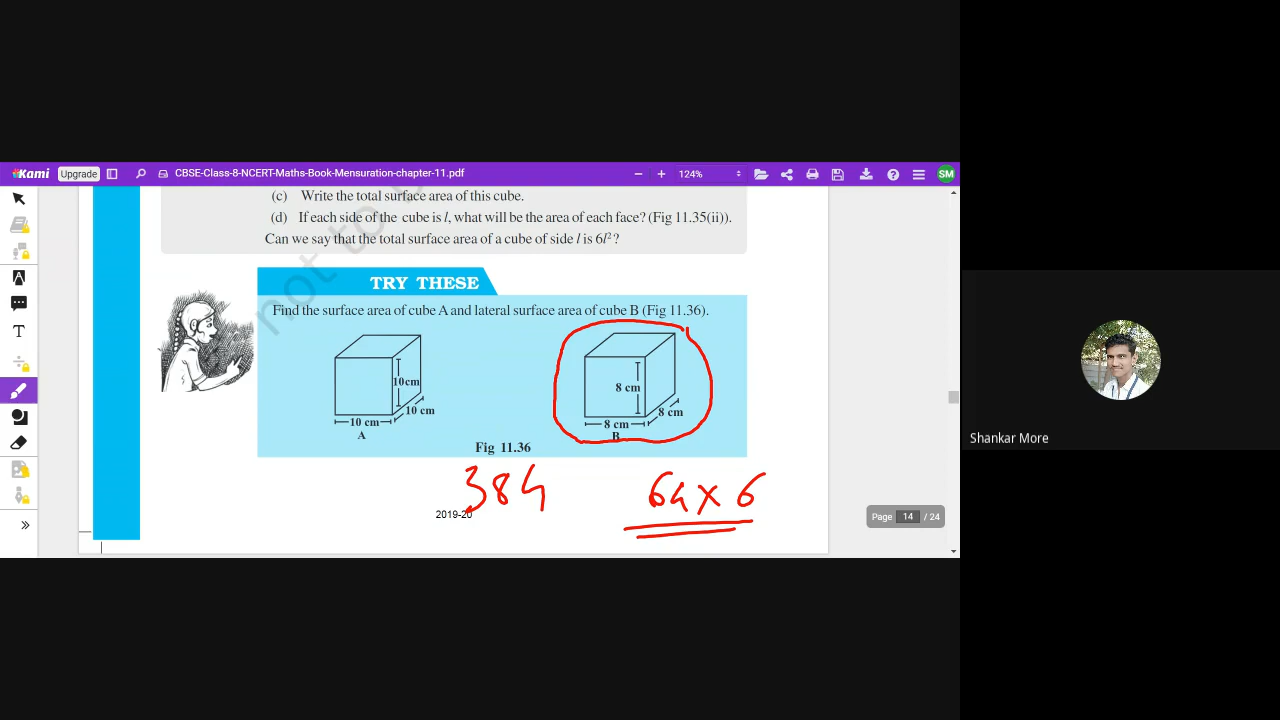 Kami
Upgrade
CBSE-Class-8-NCERT-Maths-Book-Mensuration-chapter-11.pdf
124%
SM
(c) Write the total surface area of this cube.
(d) If each side of the cube is l, what will be the area of each face? (Fig 11.35(ii)).
Can we say that the total surface area of a cube of side l is 6l²?
not to
TRY THESE
Find the surface area of cube A and lateral surface area of cube B (Fig 11.36).
10cm
10 cm
10 cm
A
8 cm
8 cm
8 cm
B
Fig 11.36
384
64 x 6
2019-20
Page 14 / 24
T
Shankar More